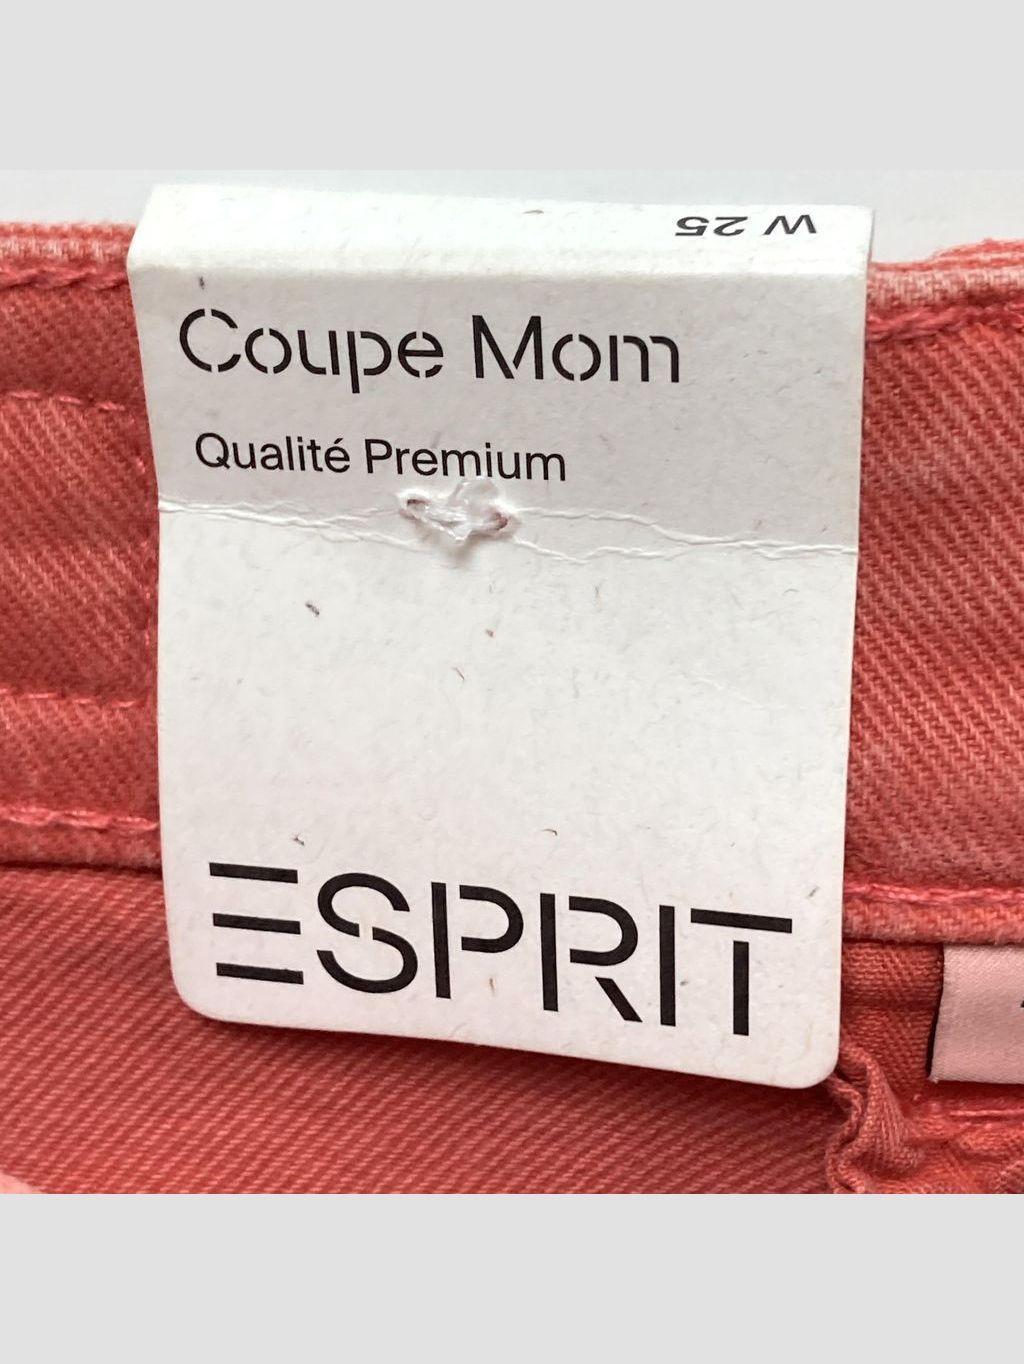 W 25
Coupe Mom
Qualité Premium
ESPRIT